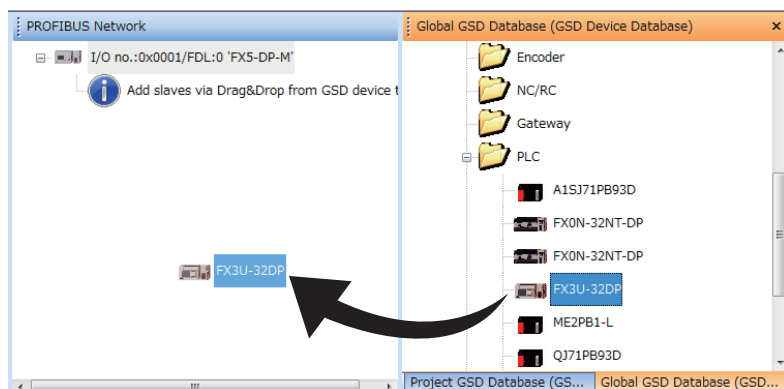 PROFIBUS Network
I/O no.:0x0001/FDL:0 'FX5-DP-M'
Add slaves via Drag&Drop from GSD device t
FX3U-32DP
Global GSD Database (GSD Device Database)
Encoder
NC/RC
Gateway
PLC
A1SJ71PB93D
FX0N-32NT-DP
FX0N-32NT-DP
FX3U-32DP
ME2PB1-L
QJ71PB93D
Project GSD Database (GS...
Global GSD Database (GSD...